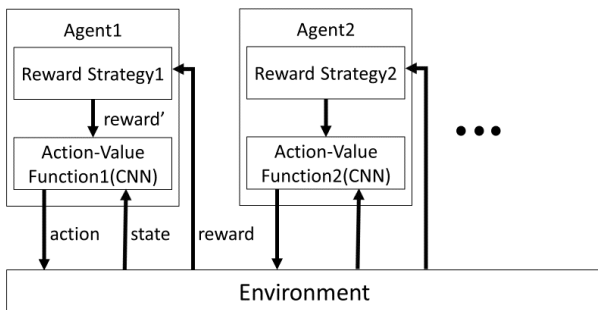 Agent1
Reward Strategy1
reward’
Action-Value
Function1(CNN)
action
state
reward
Agent2
Reward Strategy2
Action-Value
Function2(CNN)
Environment